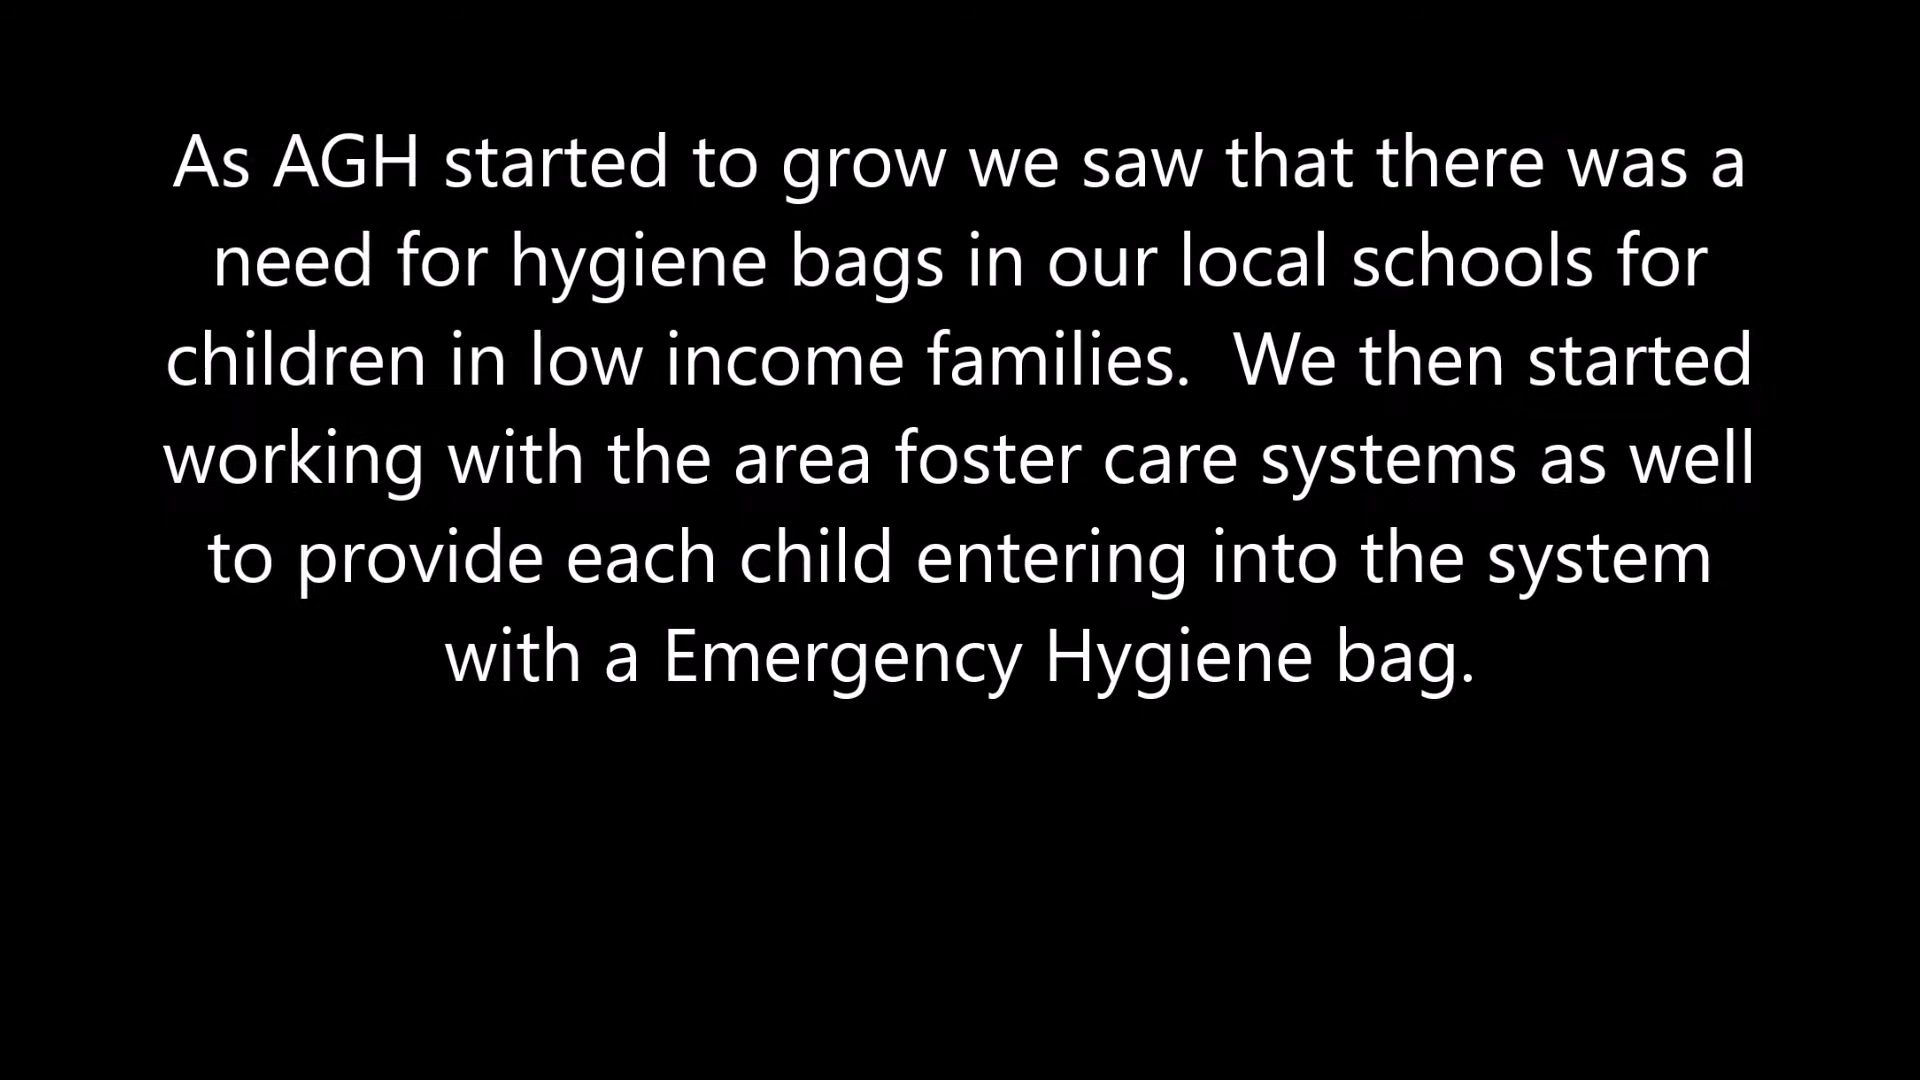 As AGH started to grow we saw that there was a
need for hygiene bags in our local schools for
children in low income families.  We then started
working with the area foster care systems as well
to provide each child entering into the system
with a Emergency Hygiene bag.